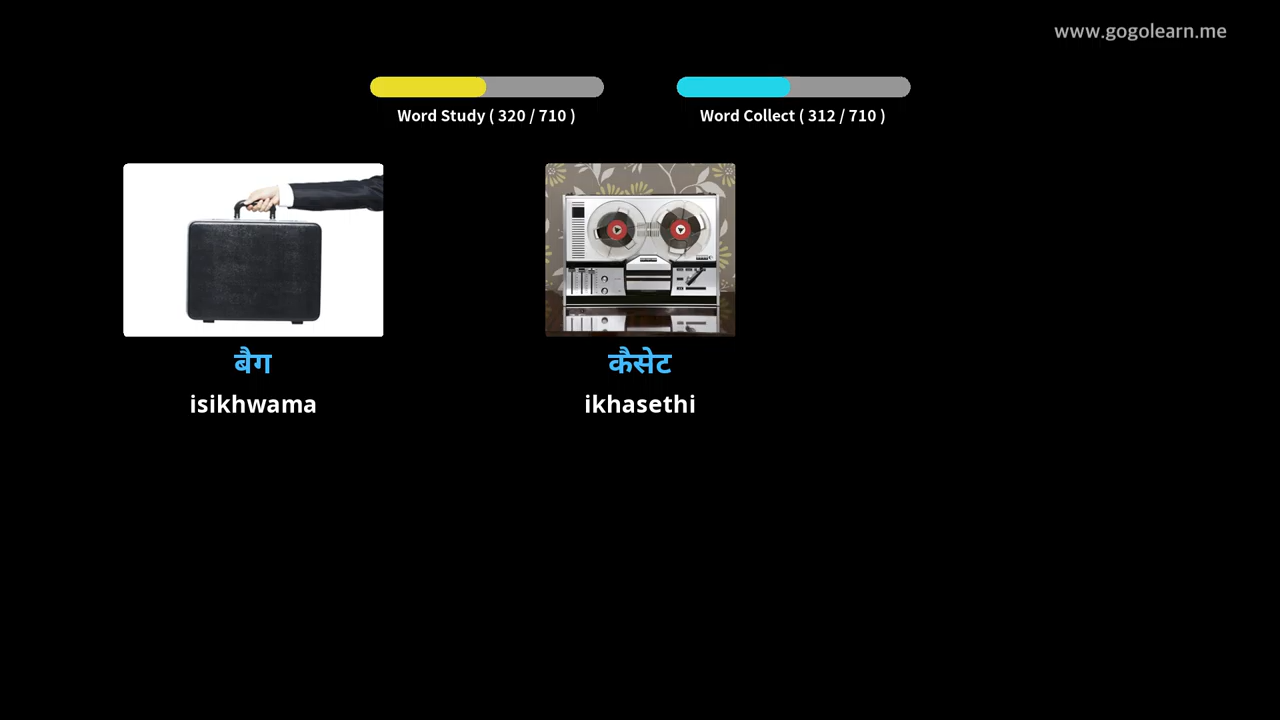 www.gogolearn.me
Word Study ( 320 / 710 )
Word Collect ( 312 / 710 )
बैग
कैसेट
isikhwama
ikhasethi